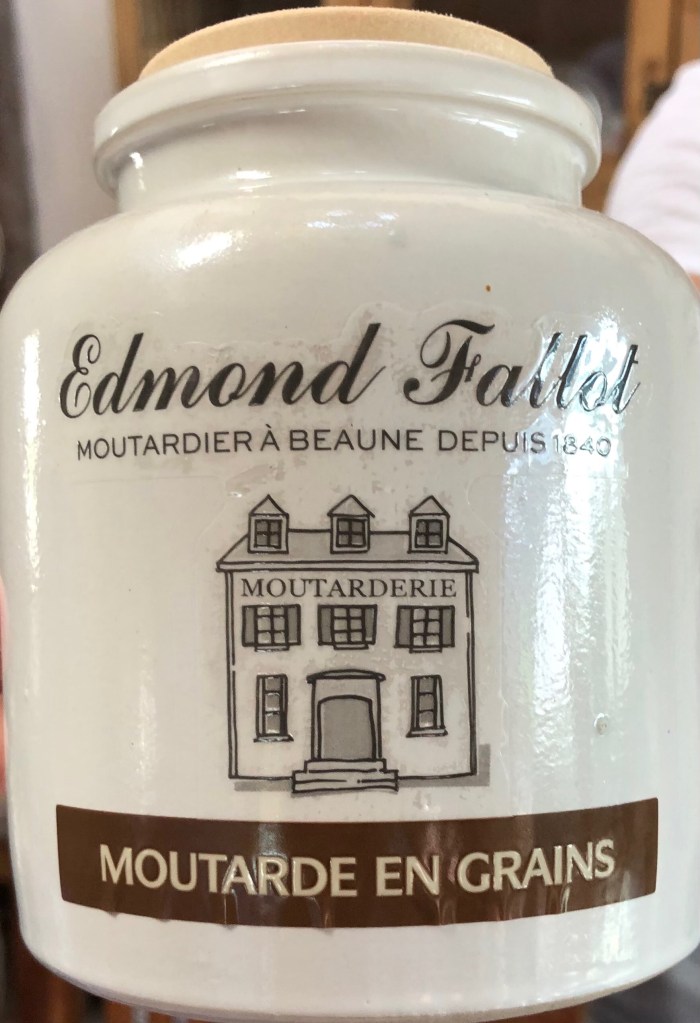 Edmond Fallot
MOUTARDIER À BEAUNE DEPUIS 1840
MOUTARDERIE
MOUTARDE EN GRAINS